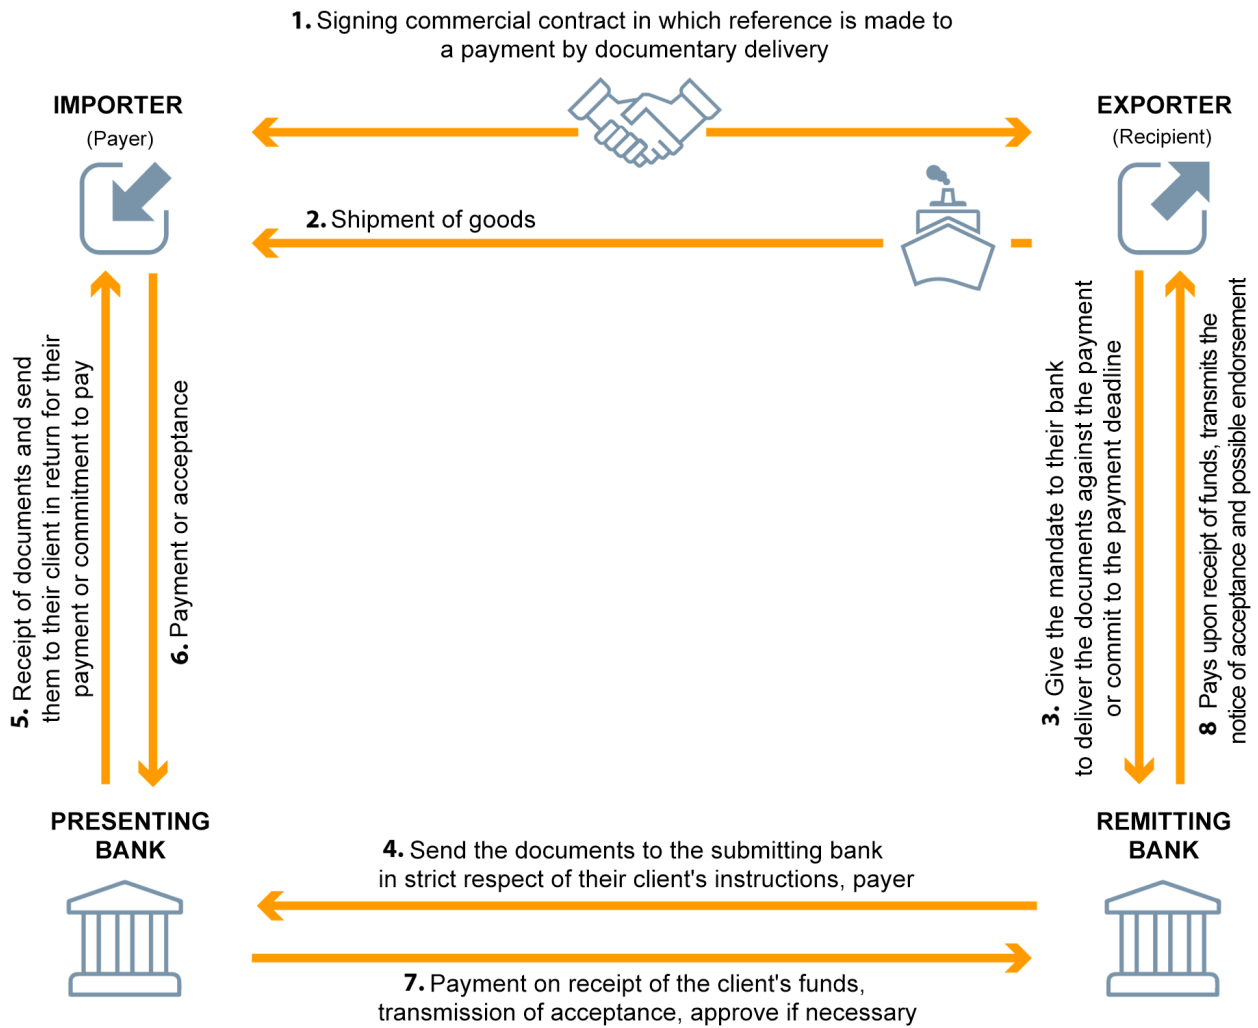 1. Signing commercial contract in which reference is made to
a payment by documentary delivery
IMPORTER
(Payer)
EXPORTER
(Recipient)
2. Shipment of goods
5. Receipt of documents and send
them to their client in return for their
payment or commitment to pay
6. Payment or acceptance
3. Give the mandate to their bank
to deliver the documents against the payment
or commit to the payment deadline
8 Pays upon receipt of funds, transmits the
notice of acceptance and possible endorsement
PRESENTING
BANK
REMITTING
BANK
4. Send the documents to the submitting bank
in strict respect of their client's instructions, payer
7. Payment on receipt of the client's funds,
transmission of acceptance, approve if necessary